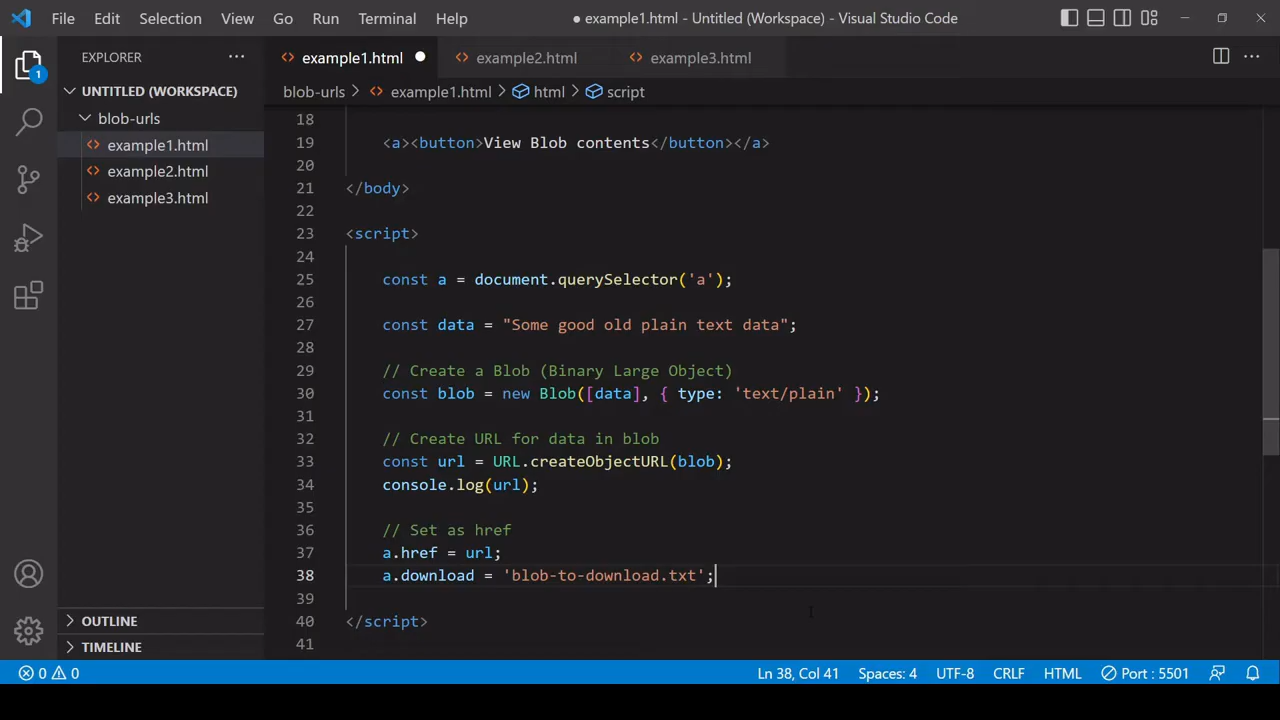 File Edit Selection View Go Run Terminal Help ● example1.html - Untitled (Workspace) - Visual Studio Code
EXPLORER ···
example1.html ● example2.html example3.html ···
UNTITLED (WORKSPACE)
blob-urls
example1.html
example2.html
example3.html
OUTLINE
TIMELINE
1
blob-urls > example1.html > html > script
18
19 <a><button>View Blob contents</button></a>
20
21 </body>
22
23 <script>
24
25 const a = document.querySelector('a');
26
27 const data = "Some good old plain text data";
28
29 // Create a Blob (Binary Large Object)
30 const blob = new Blob([data], { type: 'text/plain' });
31
32 // Create URL for data in blob
33 const url = URL.createObjectURL(blob);
34 console.log(url);
35
36 // Set as href
37 a.href = url;
38 a.download = 'blob-to-download.txt';
39
40 </script>
41
0 0 Ln 38, Col 41 Spaces: 4 UTF-8 CRLF HTML Port : 5501